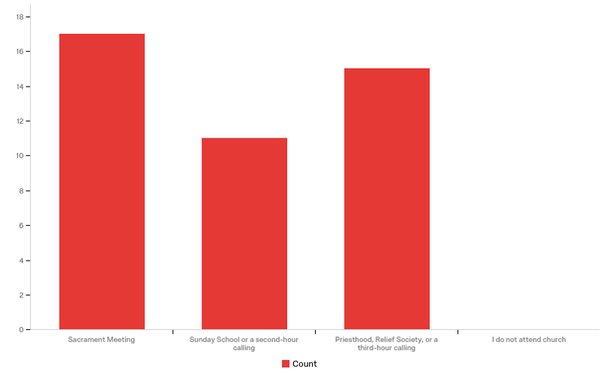 18
16
14
12
10
8
6
4
2
0
Sacrament Meeting
Sunday School or a second-hour
calling
Priesthood, Relief Society, or a
third-hour calling
I do not attend church
Count